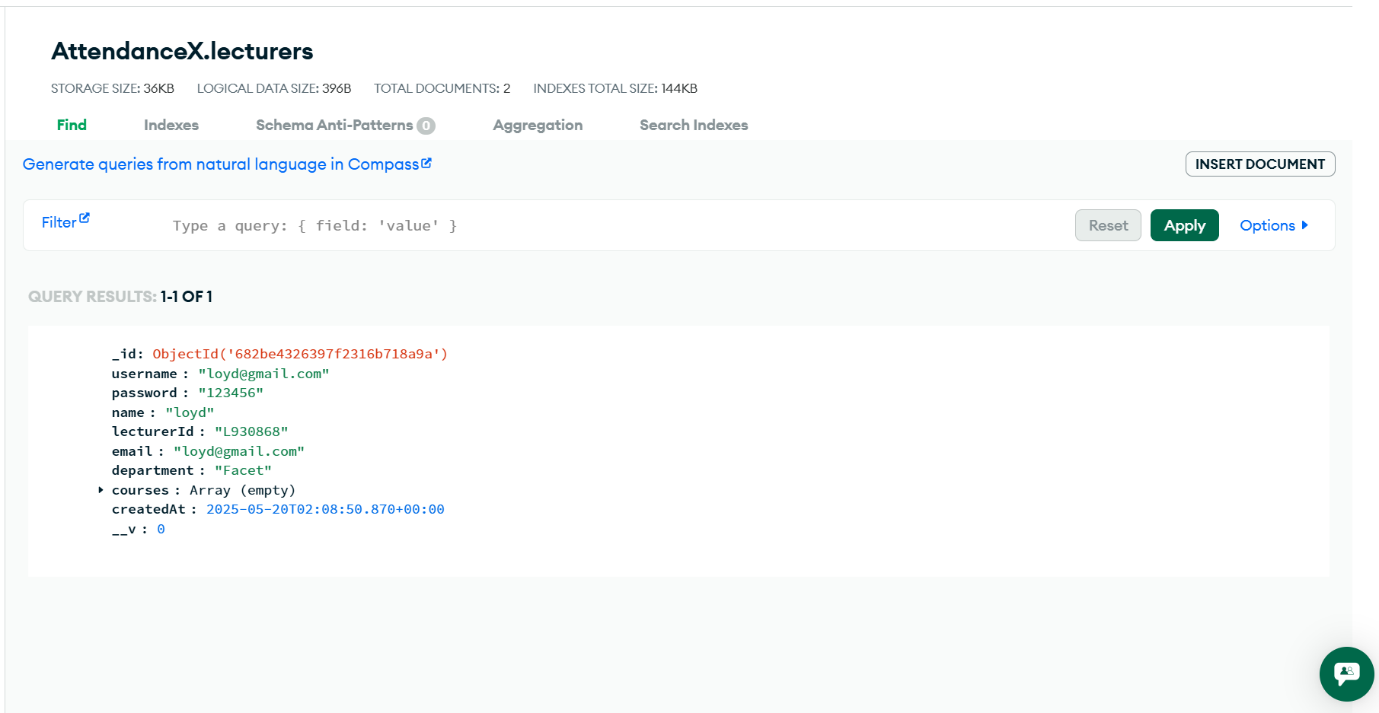 AttendanceX.lecturers
STORAGE SIZE: 36KB LOGICAL DATA SIZE: 396B TOTAL DOCUMENTS: 2 INDEXES TOTAL SIZE: 144KB
Find Indexes Schema Anti-Patterns 0 Aggregation Search Indexes
Generate queries from natural language in Compass
INSERT DOCUMENT
Filter Type a query: { field: 'value' } Reset Apply Options
QUERY RESULTS: 1-1 OF 1
_id: ObjectId('682be4326397f2316b718a9a')
username : "loyd@gmail.com"
password : "123456"
name : "loyd"
lecturerId : "L930868"
email : "loyd@gmail.com"
department : "Facet"
courses : Array (empty)
createdAt : 2025-05-20T02:08:50.870+00:00
__v : 0